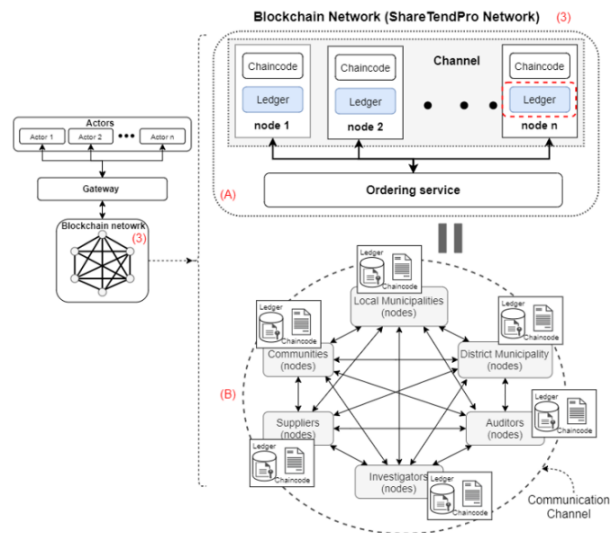 Blockchain Network (ShareTendPro Network) (3)
Chaincode
Ledger
node 1
Chaincode
Ledger
node 2
Channel
Chaincode
Ledger
node n
(A)
Ordering service
Actors
Actor 1
Actor 2
Actor n
Gateway
Blockchain netowrk
(3)
Ledger
Chaincode
Local Municipalities
(nodes)
Ledger
Chaincode
Communities
(nodes)
Ledger
Chaincode
District Municipality
(nodes)
(B)
Suppliers
(nodes)
Ledger
Chaincode
Auditors
(nodes)
Ledger
Chaincode
Investigators
(nodes)
Ledger
Chaincode
Communication
Channel